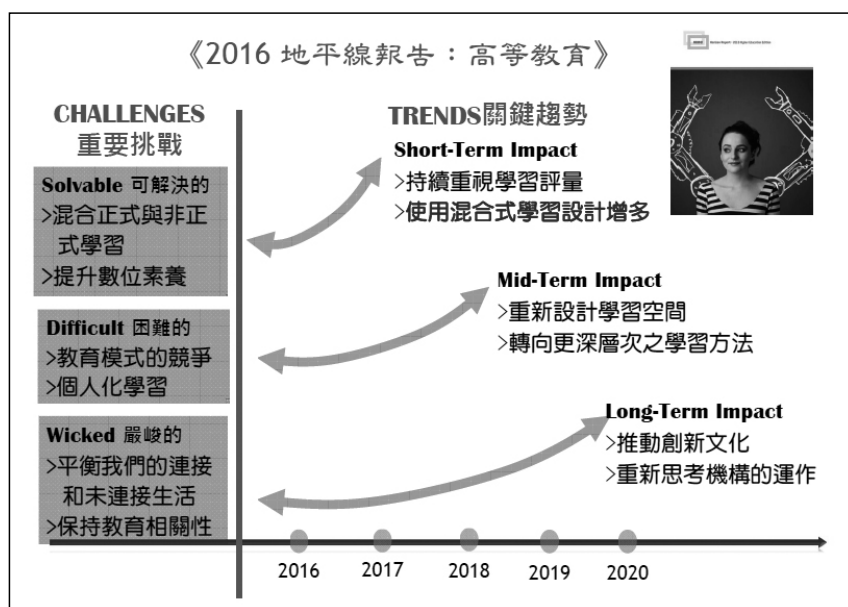 《2016 地平線報告：高等教育》
CHALLENGES
重要挑戰
Solvable 可解決的
>混合正式與非正
式學習
>提升數位素養
Difficult 困難的
>教育模式的競爭
>個人化學習
Wicked 嚴峻的
>平衡我們的連接
和未連接生活
>保持教育相關性
TRENDS關鍵趨勢
Short-Term Impact
>持續重視學習評量
>使用混合式學習設計增多
Mid-Term Impact
>重新設計學習空間
>轉向更深層次之學習方法
Long-Term Impact
>推動創新文化
>重新思考機構的運作
2016 2017 2018 2019 2020